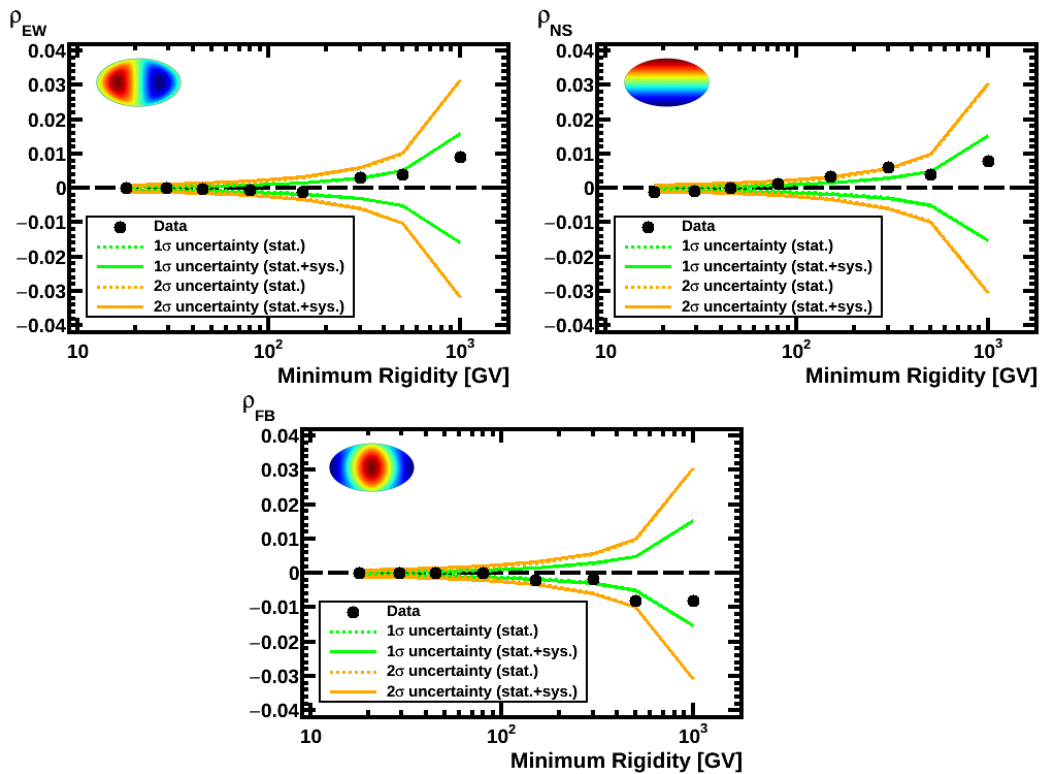 ρEW
0.04
0.03
0.02
0.01
0
−0.01
−0.02
−0.03
−0.04
Data
1σ uncertainty (stat.)
1σ uncertainty (stat.+sys.)
2σ uncertainty (stat.)
2σ uncertainty (stat.+sys.)
10
10²
10³
Minimum Rigidity [GV]
ρNS
0.04
0.03
0.02
0.01
0
−0.01
−0.02
−0.03
−0.04
Data
1σ uncertainty (stat.)
1σ uncertainty (stat.+sys.)
2σ uncertainty (stat.)
2σ uncertainty (stat.+sys.)
10
10²
10³
Minimum Rigidity [GV]
ρFB
0.04
0.03
0.02
0.01
0
−0.01
−0.02
−0.03
−0.04
Data
1σ uncertainty (stat.)
1σ uncertainty (stat.+sys.)
2σ uncertainty (stat.)
2σ uncertainty (stat.+sys.)
10
10²
10³
Minimum Rigidity [GV]